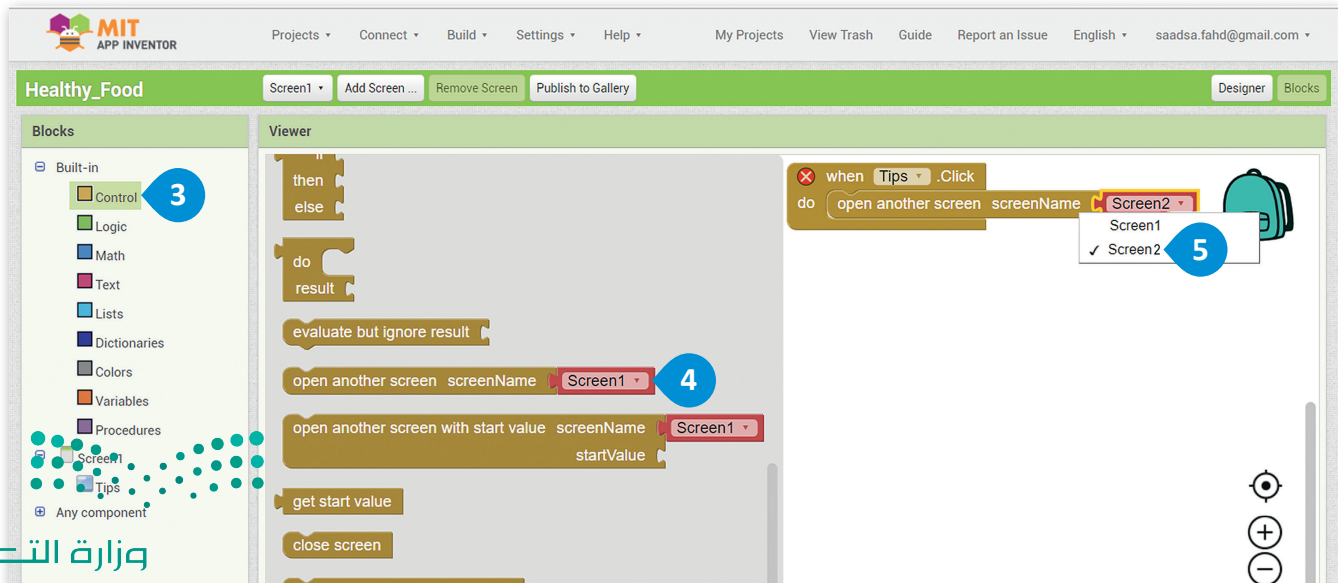 MIT
APP INVENTOR
Projects Connect Build Settings Help My Projects View Trash Guide Report an Issue English saadsa.fahd@gmail.com
Healthy_Food Screen1 Add Screen ... Remove Screen Publish to Gallery Designer Blocks
Blocks
Built-in
Control 3
Logic
Math
Text
Lists
Dictionaries
Colors
Variables
Procedures
Screen1
Tips
Any component
وزارة
Viewer
then
else
do
result
evaluate but ignore result
open another screen screenName Screen1 4
open another screen with start value screenName Screen1
startValue
get start value
close screen
when Tips .Click
do open another screen screenName Screen2
Screen1
✓ Screen2 5